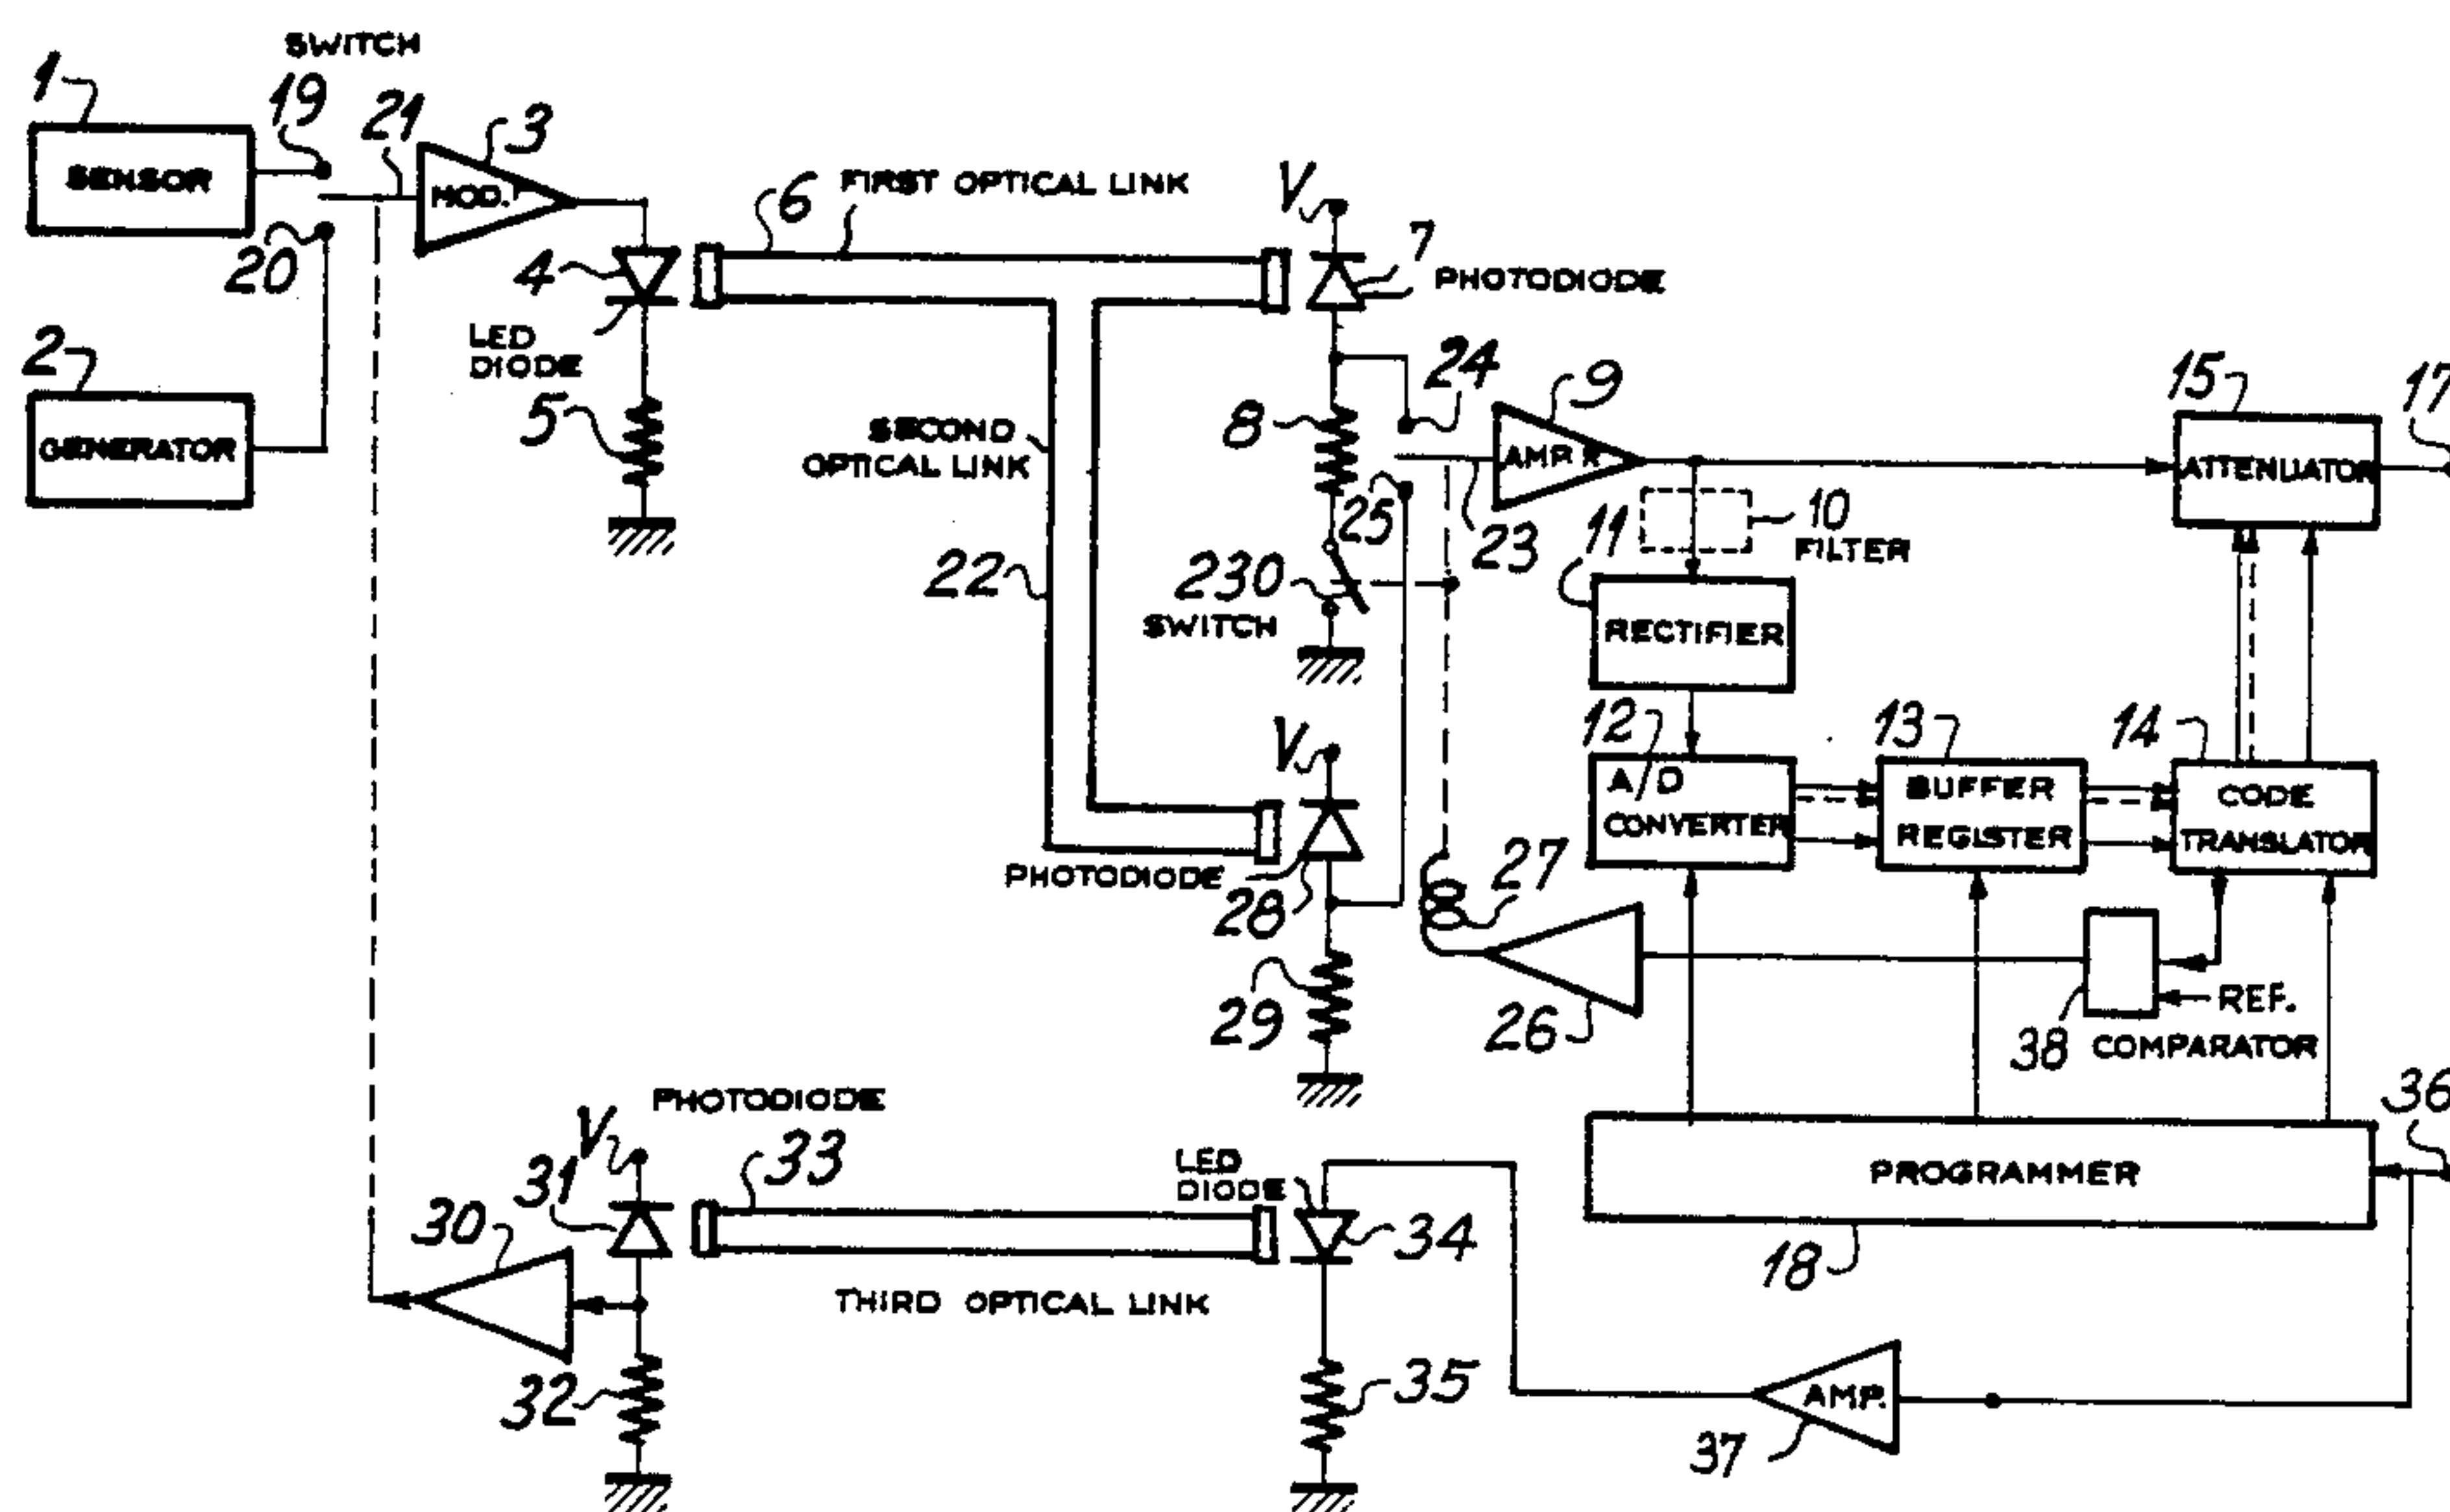 SWITCH
1
19
21
3
SENSOR
MOD.
6
FIRST OPTICAL LINK
V
7
PHOTODIODE
20
4
LED
DIODE
2
GENERATOR
5
SECOND
OPTICAL LINK
8
24
9
AMP R
15
17
ATTENUATOR
25
23
10
FILTER
11
22
230
SWITCH
RECTIFIER
V
12
13
14
A/D
CONVERTER
BUFFER
REGISTER
CODE
TRANSLATOR
PHOTODIODE
28
27
29
26
REF.
38
COMPARATOR
36
PHOTODIODE
V
31
33
LED
DIODE
PROGRAMMER
30
34
18
THIRD OPTICAL LINK
32
35
AMP.
37